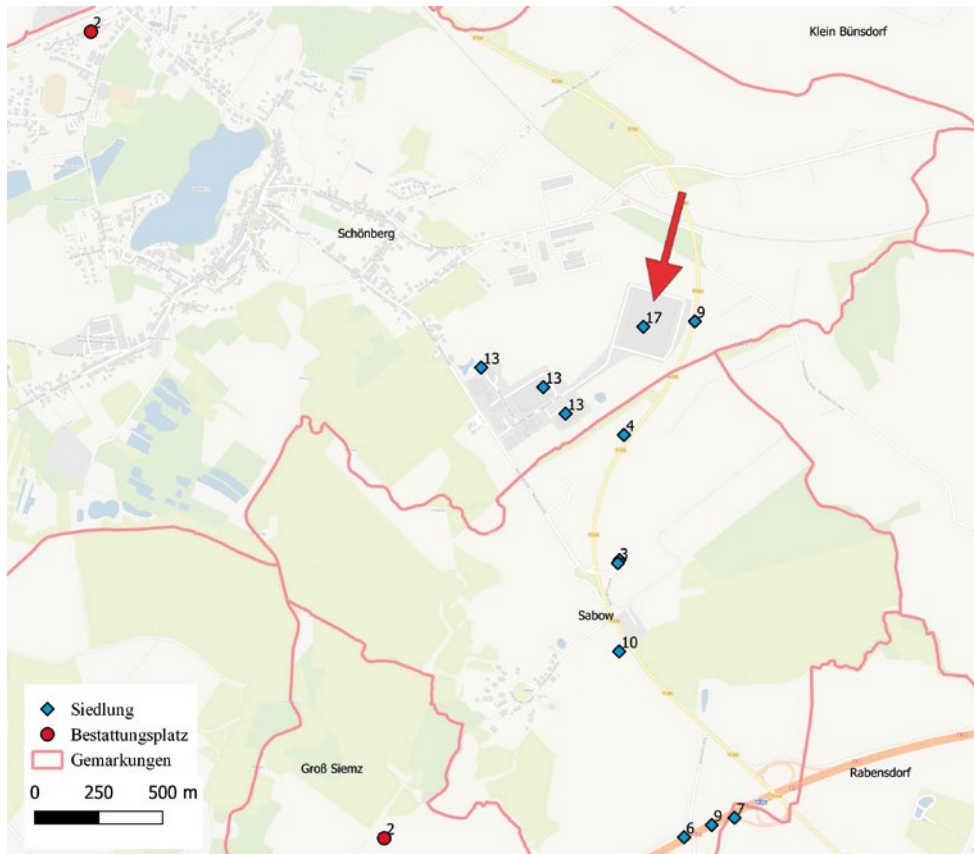 2
Klein Bünsdorf
Schönberg
17
9
13
13
13
4
3
Sabow
10
Siedlung
Bestattungsplatz
Gemarkungen
0 250 500 m
Groß Siemz
Rabensdorf
2
6
9
7